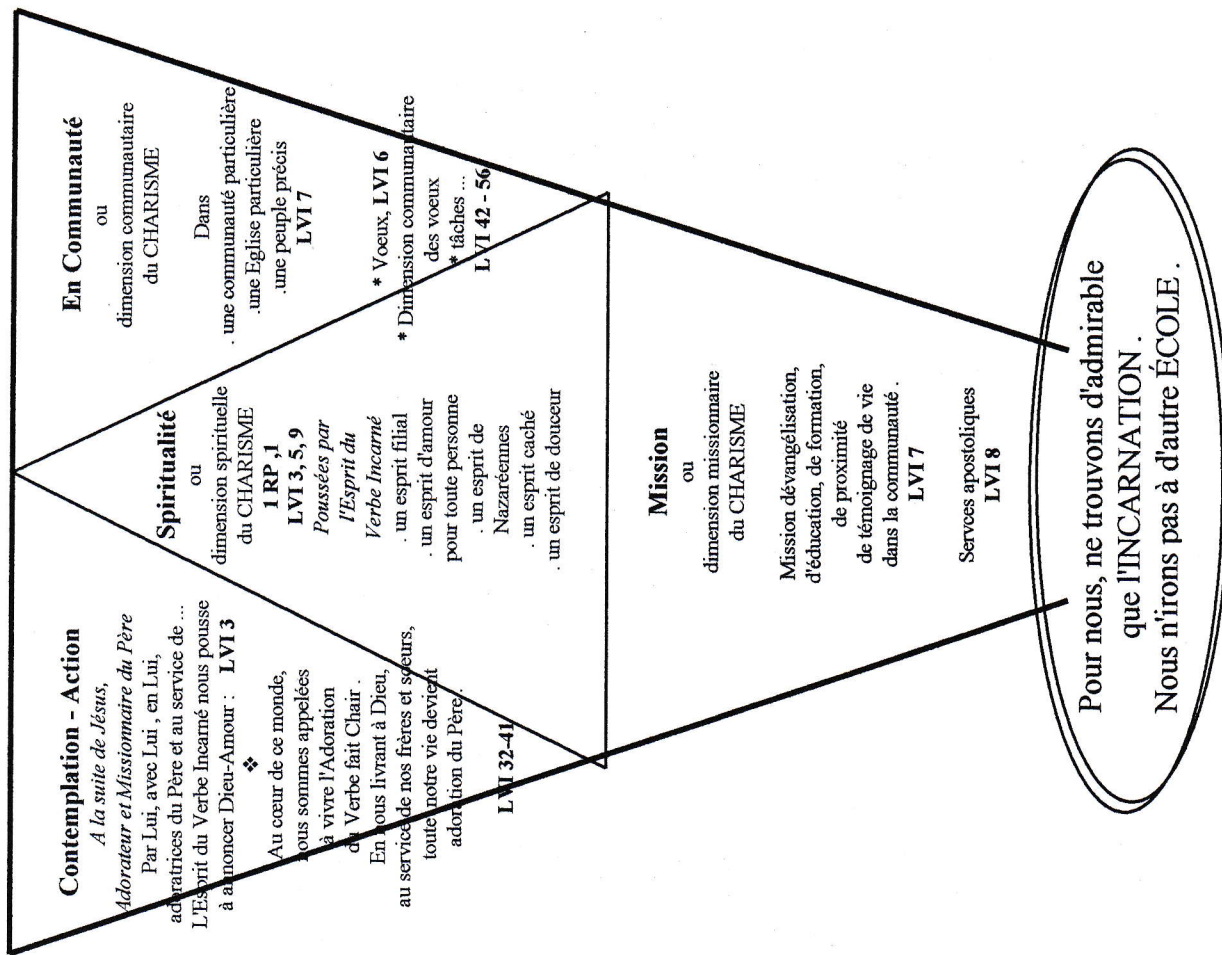 Contemplation - Action
A la suite de Jésus,
Adorateur et Missionnaire du Père
Par Lui, avec Lui , en Lui,
adoratrices du Père et au service de ...
L'Esprit du Verbe Incarné nous pousse
à annoncer Dieu-Amour : LVI 3
❖
Au cœur de ce monde,
nous sommes appelées
à vivre l'Adoration
du Verbe fait Chair .
En nous livrant à Dieu,
au service de nos frères et soeurs,
toute notre vie devient
adoration du Père .
LVI 32-41
Spiritualité
ou
dimension spirituelle
du CHARISME
1 RP ,1
LVI 3, 5, 9
Poussées par
l'Esprit du
Verbe Incarné
. un esprit filial
. un esprit d'amour
pour toute personne
. un esprit de
Nazaréennes
. un esprit caché
. un esprit de douceur
En Communauté
ou
dimension communautaire
du CHARISME
Dans
. une communauté particulière
.une Eglise particulière
.une peuple précis
LVI 7
* Voeux, LVI 6
* Dimension communautaire
des voeux
* tâches ...
LVI 42 - 56
Mission
ou
dimension missionnaire
du CHARISME
Mission dévangélisation,
d'éducation, de formation,
de proximité
de témoignage de vie
dans la communauté .
LVI 7
Servces apostoliques
LVI 8
Pour nous, ne trouvons d'admirable
que l'INCARNATION .
Nous n'irons pas à d'autre ÉCOLE .